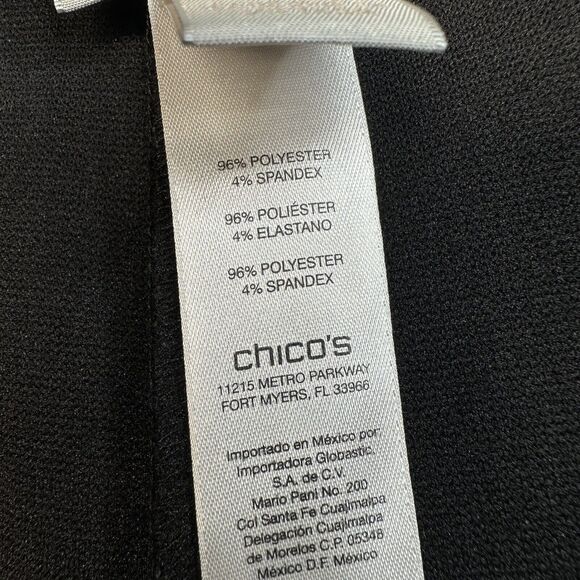 96% POLYESTER
4% SPANDEX
96% POLIÉSTER
4% ELASTANO
96% POLYESTER
4% SPANDEX
chico's
11215 METRO PARKWAY
FORT MYERS, FL 33966
Importado en México por:
Importadora Globastic,
S.A. de C.V.
Mario Pani No. 200
Col Santa Fe Cuajimalpa
Delegación Cuajimalpa
de Morelos C.P. 05348
México D.F. México